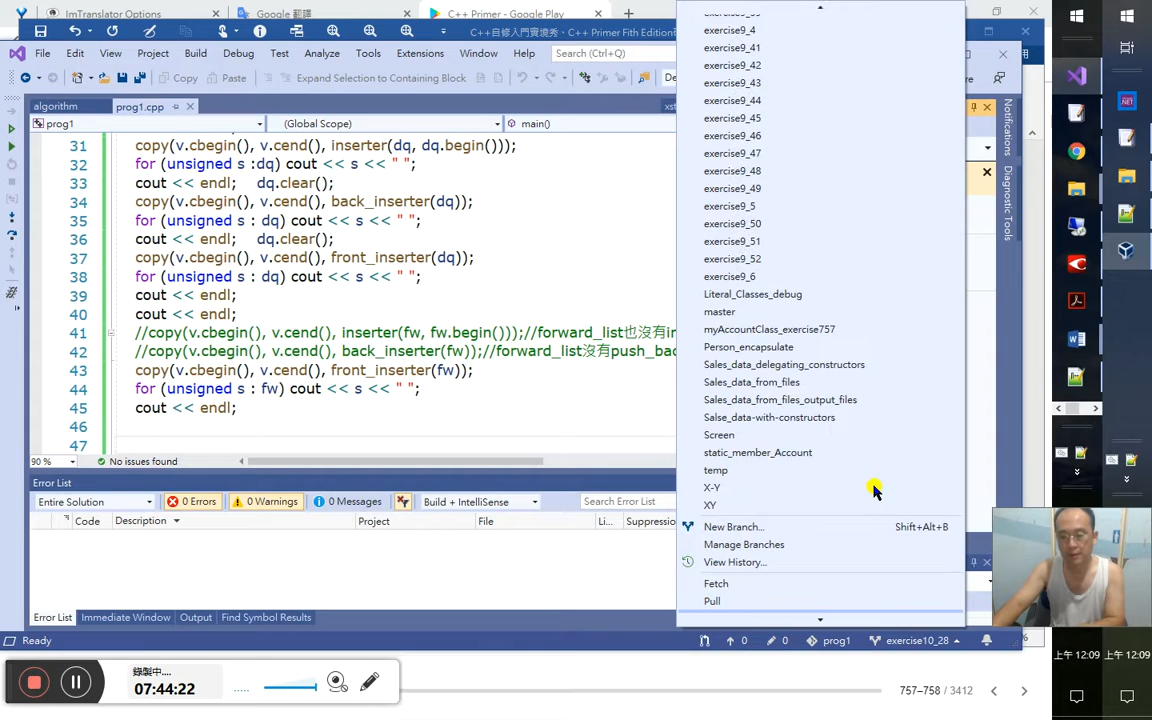 ImTranslator Options
Google 翻譯
C++ Primer - Google Play
File
Edit
View
Project
Build
Debug
Test
Analyze
Tools
Extensions
Window
Help
Search (Ctrl+Q)
C++自修入門實境秀、C++ Primer Fith Edition
Copy
Paste
Expand Selection to Containing Block
algorithm
prog1.cpp
prog1
(Global Scope)
main()
31 copy(v.cbegin(), v.cend(), inserter(dq, dq.begin()));
32 for (unsigned s :dq) cout << s << " ";
33 cout << endl; dq.clear();
34 copy(v.cbegin(), v.cend(), back_inserter(dq));
35 for (unsigned s : dq) cout << s << " ";
36 cout << endl; dq.clear();
37 copy(v.cbegin(), v.cend(), front_inserter(dq));
38 for (unsigned s : dq) cout << s << " ";
39 cout << endl;
40 cout << endl;
41 //copy(v.cbegin(), v.cend(), inserter(fw, fw.begin()));//forward_list也沒有in
42 //copy(v.cbegin(), v.cend(), back_inserter(fw));//forward_list沒有push_bac
43 copy(v.cbegin(), v.cend(), front_inserter(fw));
44 for (unsigned s : fw) cout << s << " ";
45 cout << endl;
46
47
90 %
No issues found
Error List
Entire Solution
0 Errors
0 Warnings
0 Messages
Build + IntelliSense
Search Error List
Code
Description
Project
File
Li...
Suppression
Error List
Immediate Window
Output
Find Symbol Results
Ready
exercise9_4
exercise9_41
exercise9_42
exercise9_43
exercise9_44
exercise9_45
exercise9_46
exercise9_47
exercise9_48
exercise9_49
exercise9_5
exercise9_50
exercise9_51
exercise9_52
exercise9_6
Literal_Classes_debug
master
myAccountClass_exercise757
Person_encapsulate
Sales_data_delegating_constructors
Sales_data_from_files
Sales_data_from_files_output_files
Salse_data-with-constructors
Screen
static_member_Account
temp
X-Y
XY
New Branch...
Shift+Alt+B
Manage Branches
View History...
Fetch
Pull
0
0
prog1
exercise10_28
Notifications
Diagnostic Tools
錄製中....
07:44:22
757–758 / 3412
上午 12:09
上午 12:09